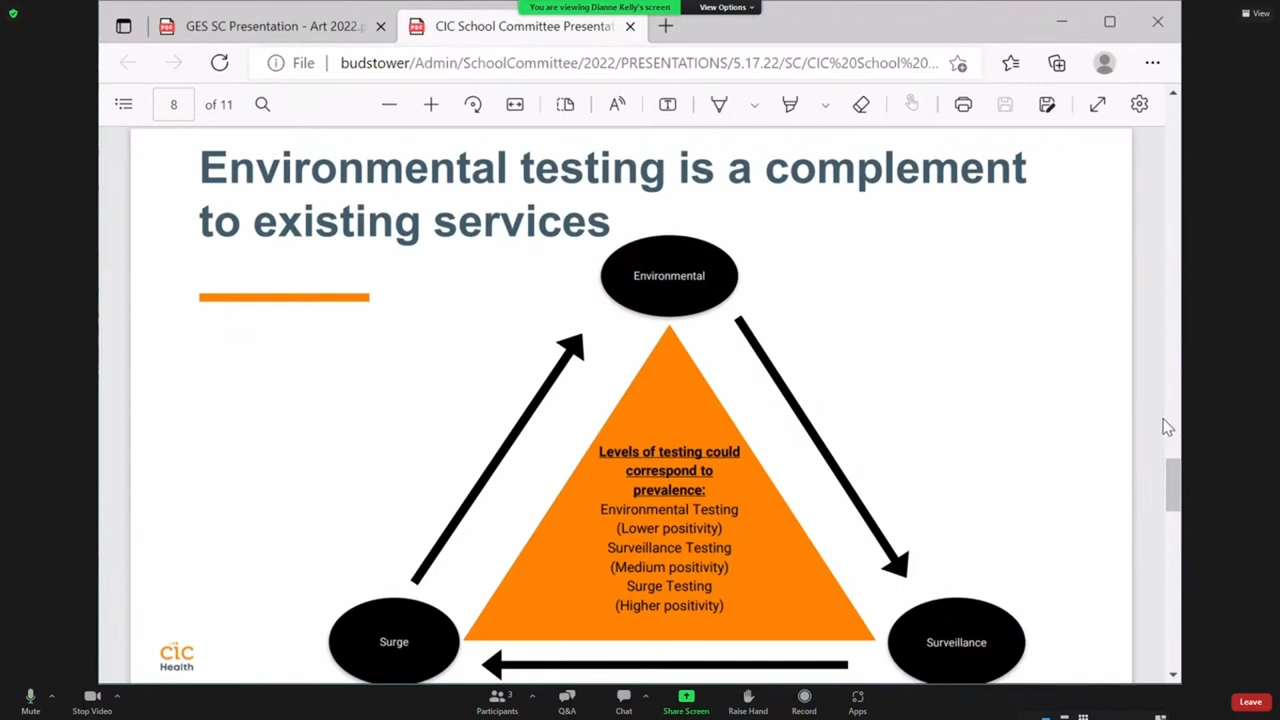 You are viewing Dianne Kelly's screen
View Options
View
GES SC Presentation - Art 2022.p
CIC School Committee Presentat
File
budstower/Admin/SchoolCommittee/2022/PRESENTATIONS/5.17.22/SC/CIC%20School%20...
8 of 11
Environmental testing is a complement
to existing services
Environmental
Levels of testing could
correspond to
prevalence:
Environmental Testing
(Lower positivity)
Surveillance Testing
(Medium positivity)
Surge Testing
(Higher positivity)
Surge
Surveillance
cic
Health
Mute
Stop Video
Participants
3
Q&A
Chat
Share Screen
Raise Hand
Record
Apps
Leave